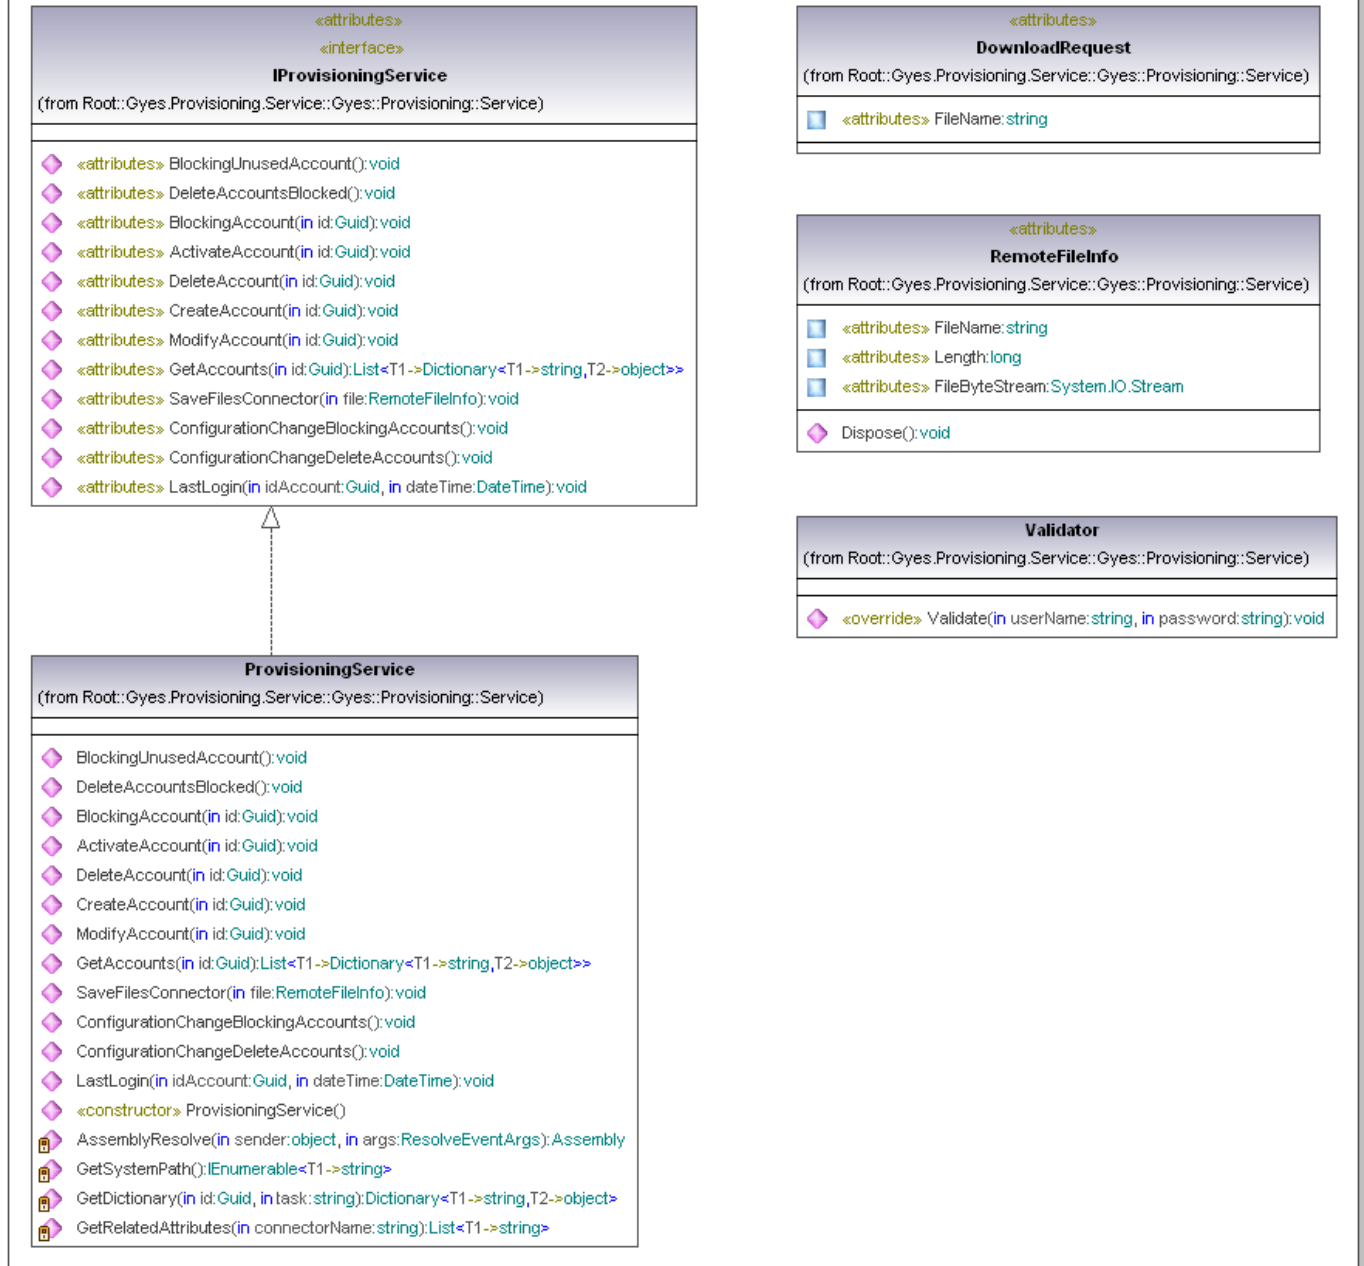 «attributes»
«interface»
IProvisioningService
(from Root::Gyes.Provisioning.Service::Gyes::Provisioning::Service)
«attributes» BlockingUnusedAccount():void
«attributes» DeleteAccountsBlocked():void
«attributes» BlockingAccount(in id:Guid):void
«attributes» ActivateAccount(in id:Guid):void
«attributes» DeleteAccount(in id:Guid):void
«attributes» CreateAccount(in id:Guid):void
«attributes» ModifyAccount(in id:Guid):void
«attributes» GetAccounts(in id:Guid):List<T1->Dictionary<T1->string,T2->object>>
«attributes» SaveFilesConnector(in file:RemoteFileInfo):void
«attributes» ConfigurationChangeBlockingAccounts():void
«attributes» ConfigurationChangeDeleteAccounts():void
«attributes» LastLogin(in idAccount:Guid, in dateTime:DateTime):void
ProvisioningService
(from Root::Gyes.Provisioning.Service::Gyes::Provisioning::Service)
BlockingUnusedAccount():void
DeleteAccountsBlocked():void
BlockingAccount(in id:Guid):void
ActivateAccount(in id:Guid):void
DeleteAccount(in id:Guid):void
CreateAccount(in id:Guid):void
ModifyAccount(in id:Guid):void
GetAccounts(in id:Guid):List<T1->Dictionary<T1->string,T2->object>>
SaveFilesConnector(in file:RemoteFileInfo):void
ConfigurationChangeBlockingAccounts():void
ConfigurationChangeDeleteAccounts():void
LastLogin(in idAccount:Guid, in dateTime:DateTime):void
«constructor» ProvisioningService()
AssemblyResolve(in sender:object, in args:ResolveEventArgs):Assembly
GetSystemPath():IEnumerable<T1->string>
GetDictionary(in id:Guid, in task:string):Dictionary<T1->string,T2->object>
GetRelatedAttributes(in connectorName:string):List<T1->string>
«attributes»
DownloadRequest
(from Root::Gyes.Provisioning.Service::Gyes::Provisioning::Service)
«attributes» FileName:string
«attributes»
RemoteFileInfo
(from Root::Gyes.Provisioning.Service::Gyes::Provisioning::Service)
«attributes» FileName:string
«attributes» Length:long
«attributes» FileByteStream:System.IO.Stream
Dispose():void
Validator
(from Root::Gyes.Provisioning.Service::Gyes::Provisioning::Service)
«override» Validate(in userName:string, in password:string):void